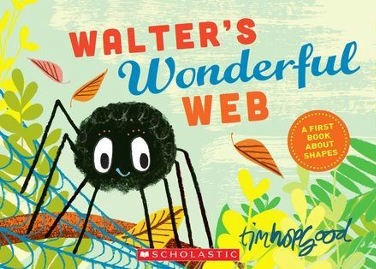 WALTER'S
Wonderful
WEB
A FIRST
BOOK
ABOUT
SHAPES
timhopgood
SCHOLASTIC